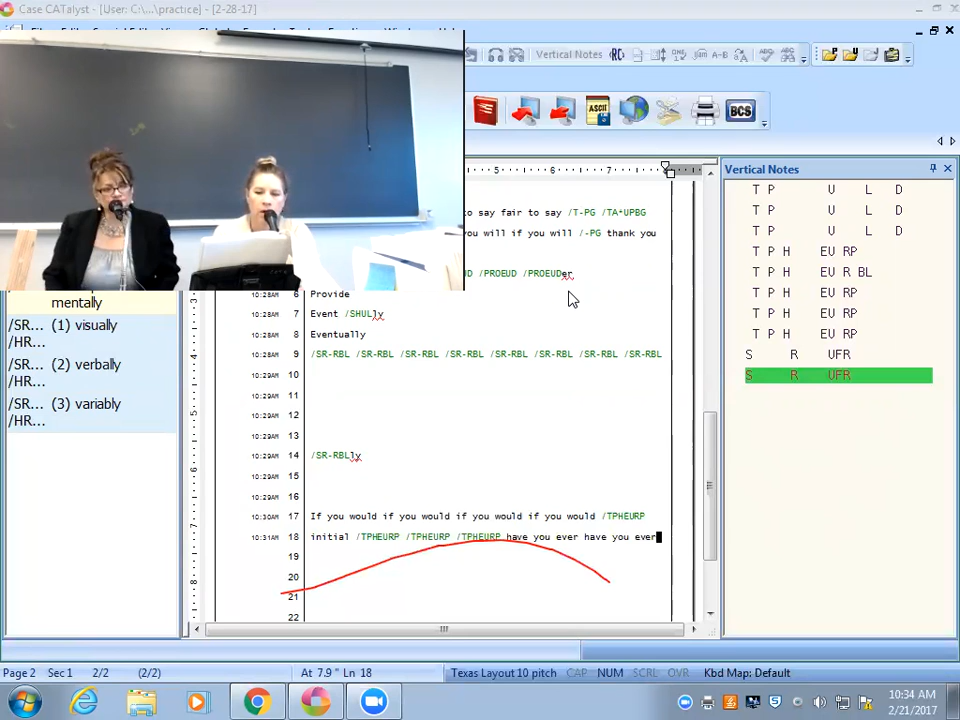 Case CATalyst - [User: C:\...\practice] - [2-28-17]
Vertical Notes
ASCII
BCS
5 6 7
Vertical Notes
to say fair to say /T-PG /TA*UPBG
you will if you will /-PG thank you
/PROEUD /PROEUDer
mentally
/SR... (1) visually
/HR...
/SR... (2) verbally
/HR...
/SR... (3) variably
/HR...
10:28AM 6 Provide
10:28AM 7 Event /SHULly
10:28AM 8 Eventually
10:28AM 9 /SR-RBL /SR-RBL /SR-RBL /SR-RBL /SR-RBL /SR-RBL /SR-RBL /SR-RBL
10:29AM 10
10:29AM 11
10:29AM 12
10:29AM 13
10:29AM 14 /SR-RBLly
10:29AM 15
10:29AM 16
10:30AM 17 If you would if you would if you would if you would /TPHEURP
10:31AM 18 initial /TPHEURP /TPHEURP /TPHEURP have you ever have you ever
19
20
21
22
T P U L D
T P U L D
T P U L D
T P H EU RP
T P H EU R BL
T P H EU RP
T P H EU RP
T P H EU RP
S R UFR
S R UFR
Page 2 Sec 1 2/2 (2/2) At 7.9 " Ln 18 Texas Layout 10 pitch CAP NUM SCRL OVR Kbd Map: Default
10:34 AM
2/21/2017